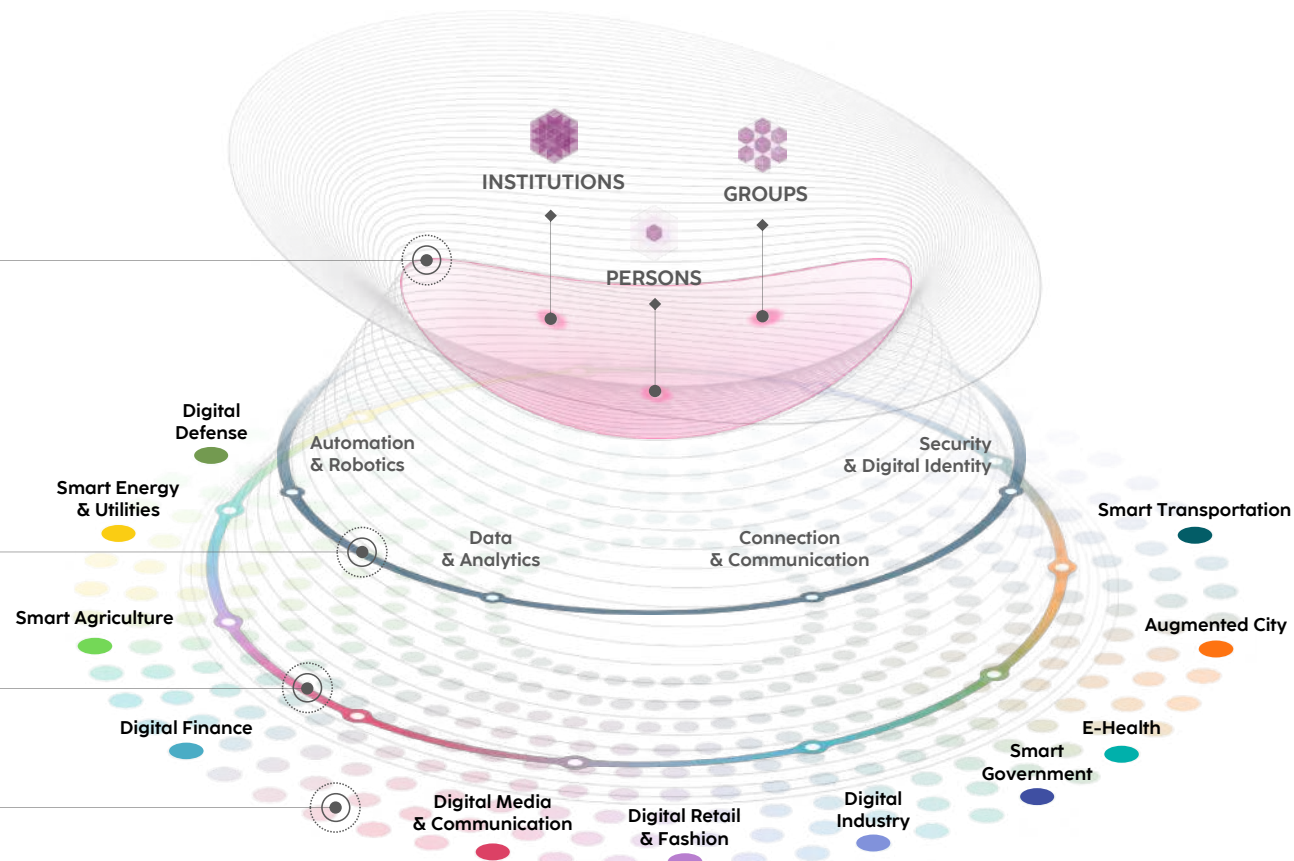 INSTITUTIONS
GROUPS
PERSONS
Digital
Defense
Automation
& Robotics
Security
& Digital Identity
Smart Energy
& Utilities
Data
& Analytics
Connection
& Communication
Smart Transportation
Smart Agriculture
Augmented City
Digital Finance
E-Health
Smart
Government
Digital Media
& Communication
Digital Retail
& Fashion
Digital
Industry